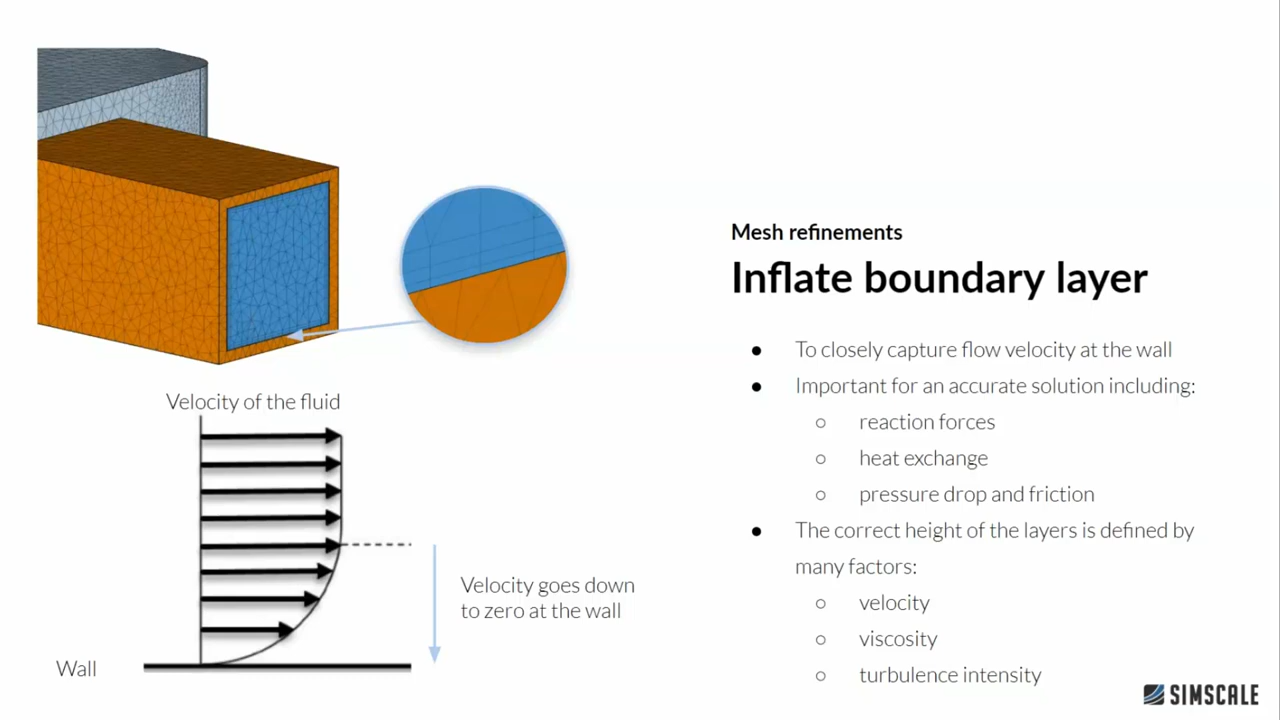 Mesh refinements
Inflate boundary layer
● To closely capture flow velocity at the wall
● Important for an accurate solution including:
○ reaction forces
○ heat exchange
○ pressure drop and friction
● The correct height of the layers is defined by
many factors:
○ velocity
○ viscosity
○ turbulence intensity
Velocity of the fluid
Velocity goes down
to zero at the wall
Wall
SIMSCALE